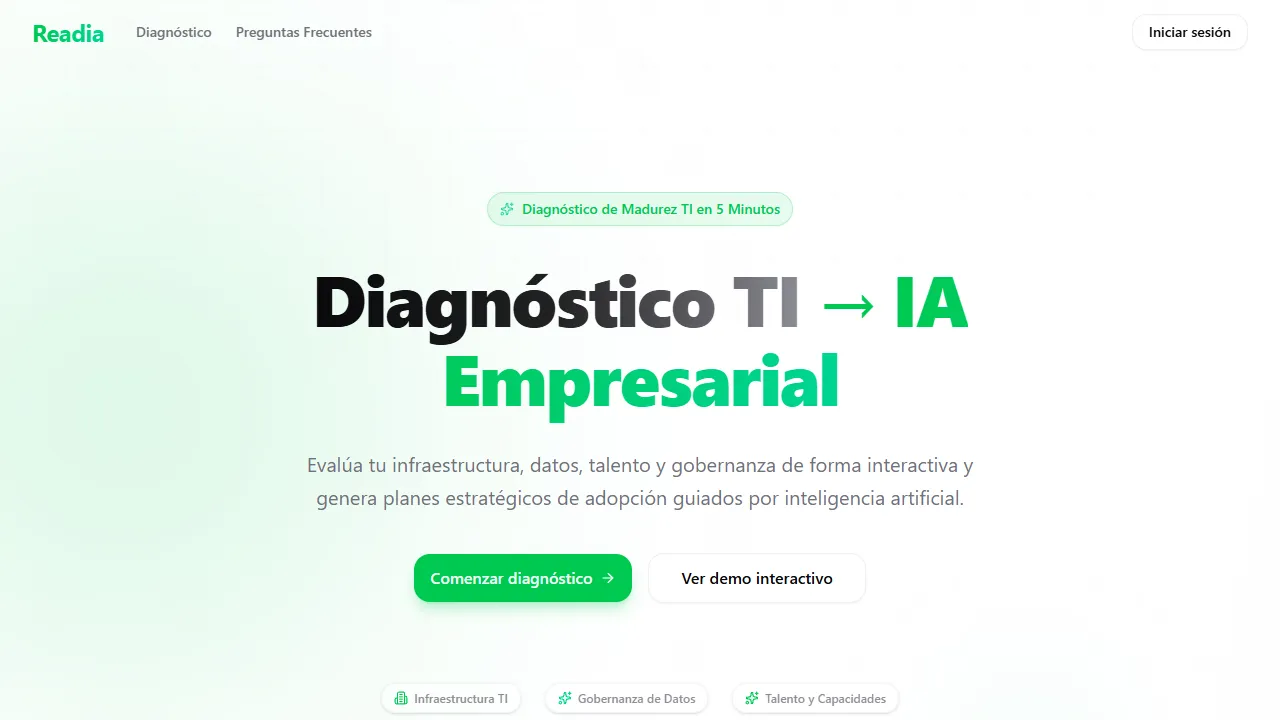 Readia
Diagnóstico
Preguntas Frecuentes
Iniciar sesión
Diagnóstico de Madurez TI en 5 Minutos
Diagnóstico TI → IA
Empresarial
Evalúa tu infraestructura, datos, talento y gobernanza de forma interactiva y
genera planes estratégicos de adopción guiados por inteligencia artificial.
Comenzar diagnóstico →
Ver demo interactivo
Infraestructura TI
Gobernanza de Datos
Talento y Capacidades